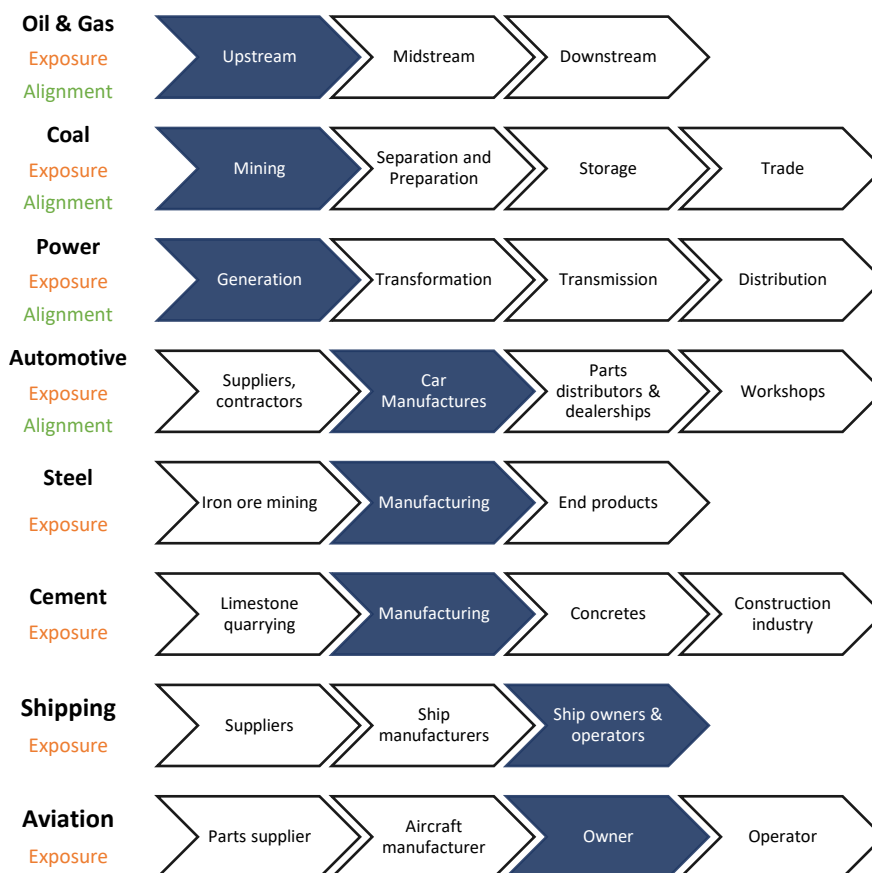 Oil & Gas
Exposure
Alignment
Upstream
Midstream
Downstream
Coal
Exposure
Alignment
Mining
Separation and
Preparation
Storage
Trade
Power
Exposure
Alignment
Generation
Transformation
Transmission
Distribution
Automotive
Exposure
Alignment
Suppliers,
contractors
Car
Manufactures
Parts
distributors &
dealerships
Workshops
Steel
Exposure
Iron ore mining
Manufacturing
End products
Cement
Exposure
Limestone
quarrying
Manufacturing
Concretes
Construction
industry
Shipping
Exposure
Suppliers
Ship
manufacturers
Ship owners &
operators
Aviation
Exposure
Parts supplier
Aircraft
manufacturer
Owner
Operator